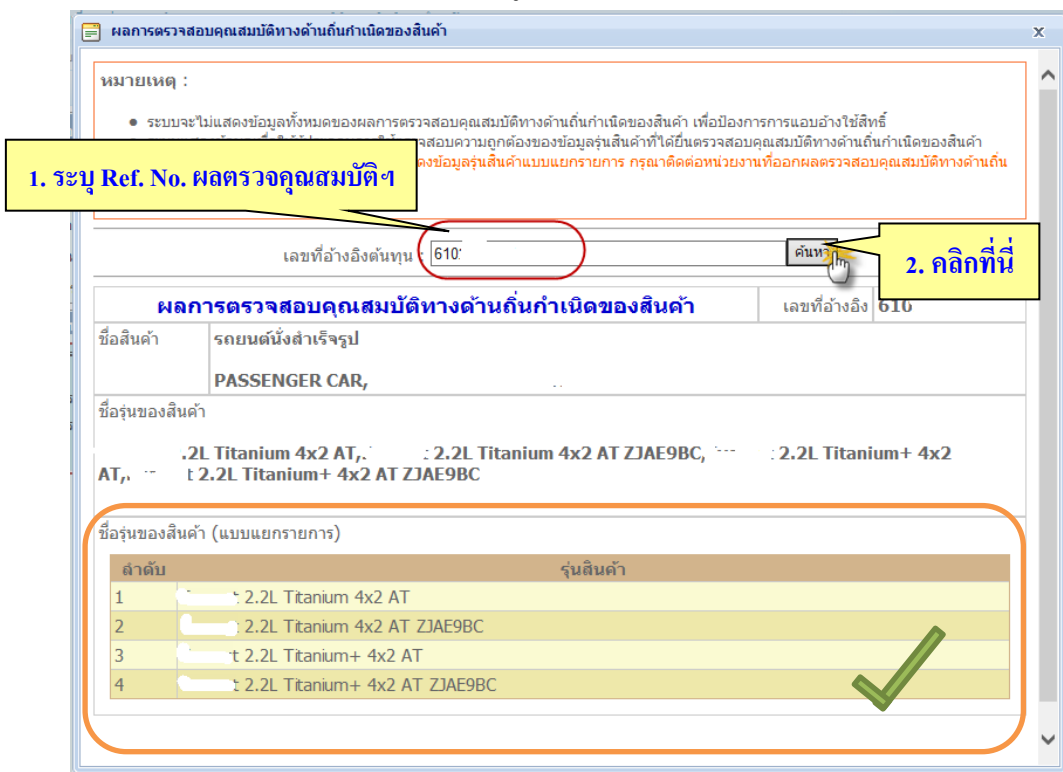 ผลการตรวจสอบคุณสมบัติทางด้านถิ่นกำเนิดของสินค้า
x
หมายเหตุ :
● ระบบจะไม่แสดงข้อมูลทั้งหมดของผลการตรวจสอบคุณสมบัติทางด้านถิ่นกำเนิดของสินค้า เพื่อป้องการการแอบอ้างใช้สิทธิ์
จสอบความถูกต้องของข้อมูลรุ่นสินค้าที่ได้ยื่นตรวจสอบคุณสมบัติทางด้านถิ่นกำเนิดของสินค้า
ดงข้อมูลรุ่นสินค้าแบบแยกรายการ กรุณาติดต่อหน่วยงานที่ออกผลตรวจสอบคุณสมบัติทางด้านถิ่น
1. ระบุ Ref. No. ผลตรวจคุณสมบัติฯ
เลขที่อ้างอิงต้นทุน : 610 ค้นหา
2. คลิกที่นี่
ผลการตรวจสอบคุณสมบัติทางด้านถิ่นกำเนิดของสินค้า เลขที่อ้างอิง 610
ชื่อสินค้า รถยนต์นั่งสำเร็จรูป
PASSENGER CAR,
ชื่อรุ่นของสินค้า
.2L Titanium 4x2 AT, 2.2L Titanium 4x2 AT ZJAE9BC, 2.2L Titanium+ 4x2
AT, t 2.2L Titanium+ 4x2 AT ZJAE9BC
ชื่อรุ่นของสินค้า (แบบแยกรายการ)
ลำดับ รุ่นสินค้า
1 t 2.2L Titanium 4x2 AT
2 2.2L Titanium 4x2 AT ZJAE9BC
3 t 2.2L Titanium+ 4x2 AT
4 t 2.2L Titanium+ 4x2 AT ZJAE9BC